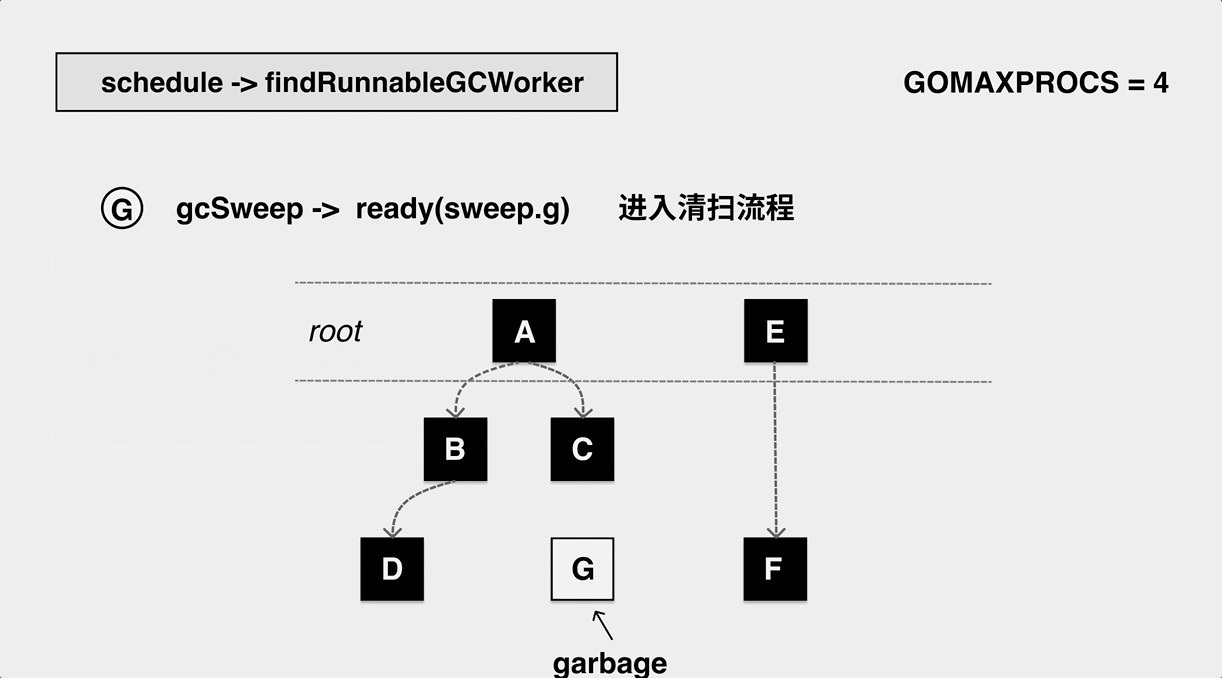 schedule -> findRunnableGCWorker
GOMAXPROCS = 4
G gcSweep -> ready(sweep.g) 进入清扫流程
root
A
E
B
C
D
G
F
garbage